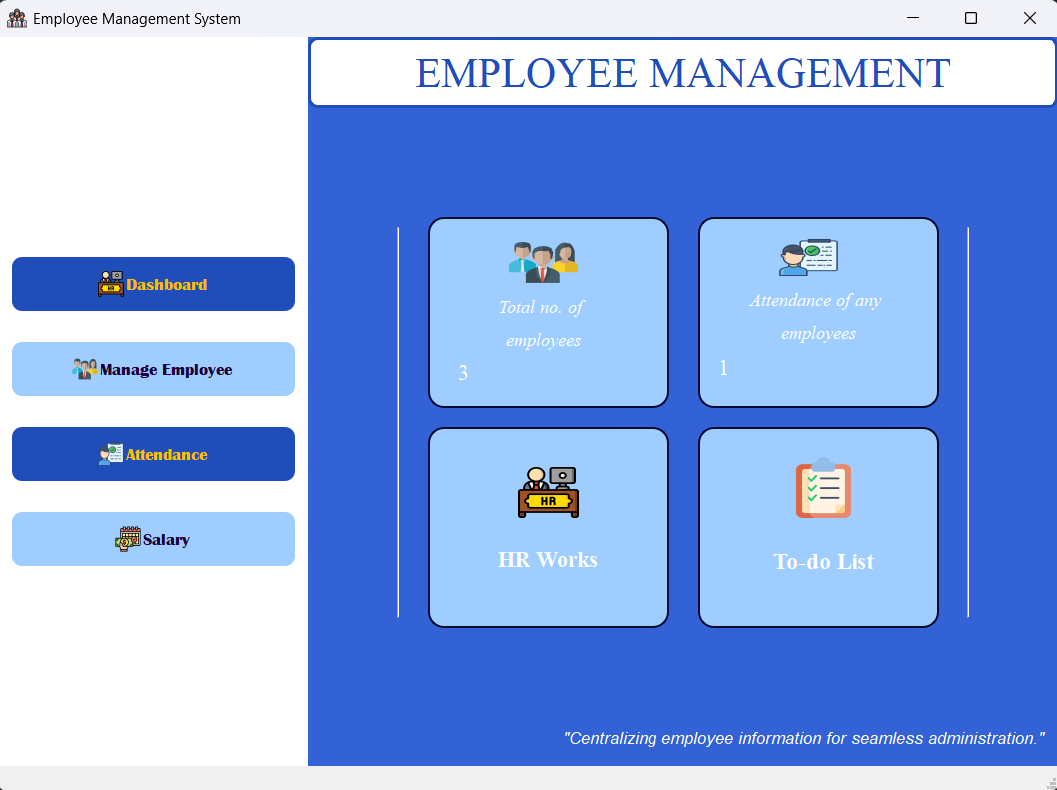 Employee Management System
EMPLOYEE MANAGEMENT
Dashboard
Manage Employee
Attendance
Salary
Total no. of
employees
3
Attendance of any
employees
1
HR
HR Works
To-do List
"Centralizing employee information for seamless administration."